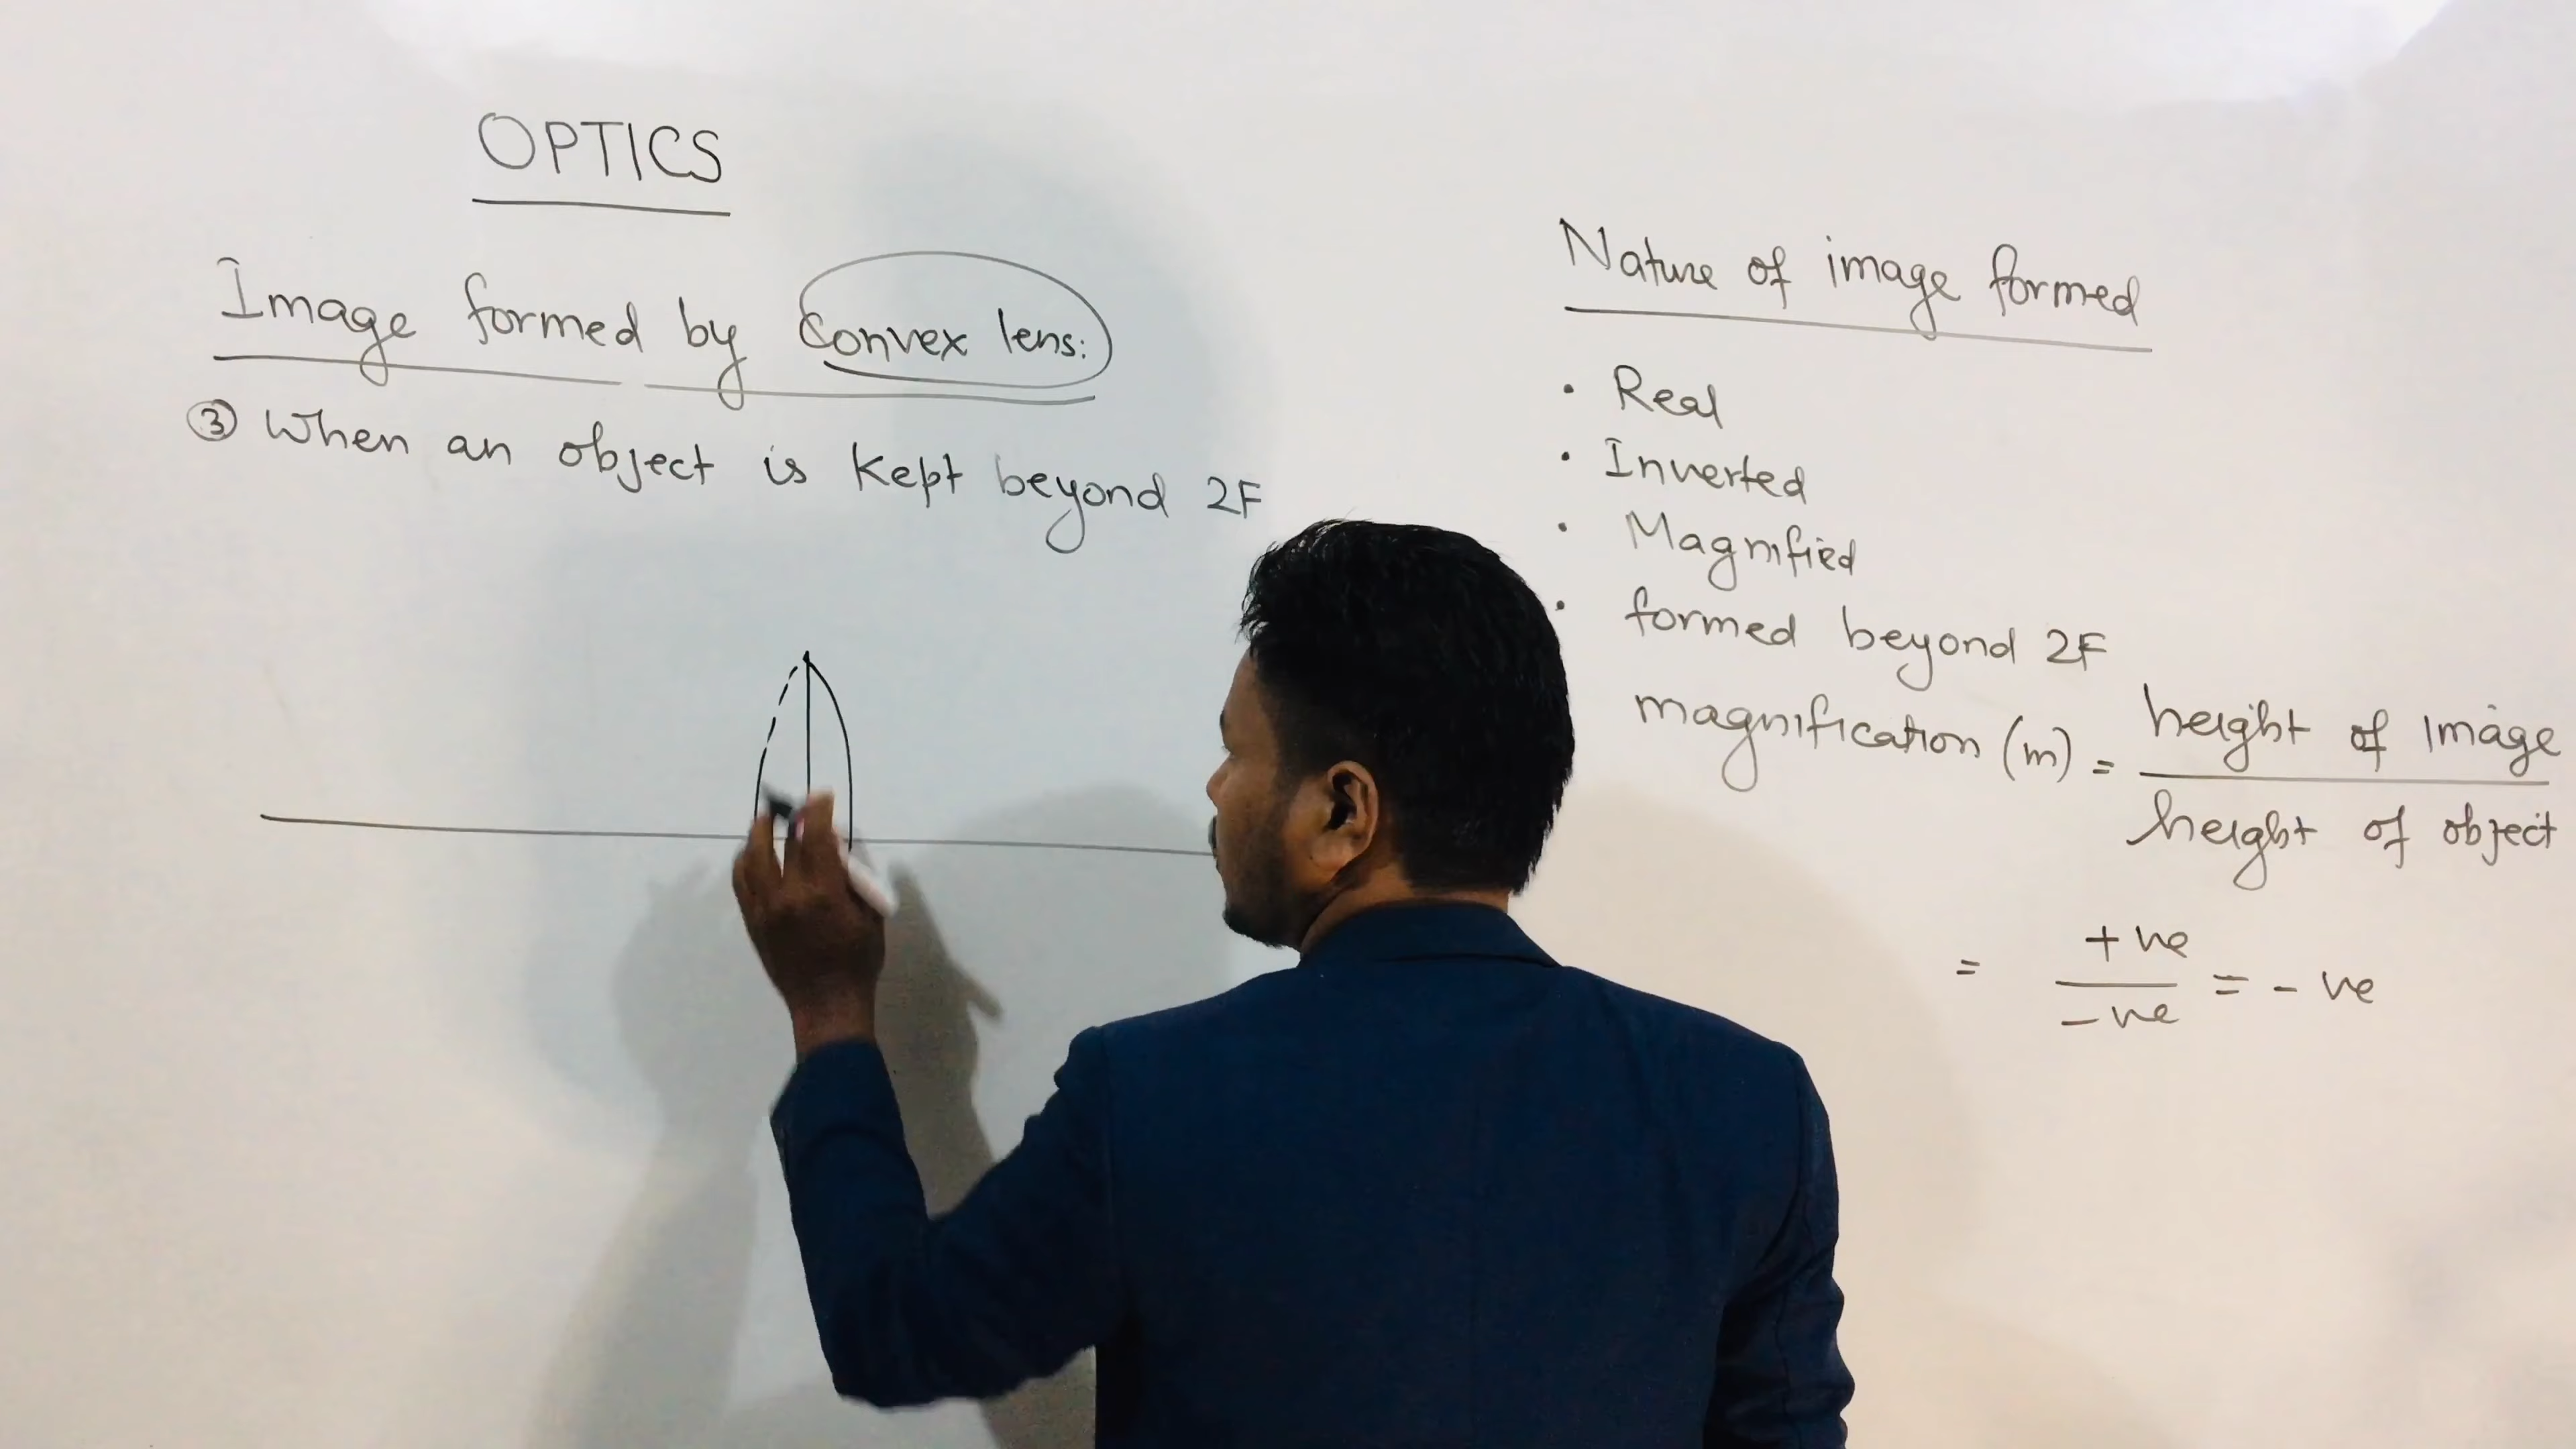 OPTICS
Image formed by convex lens:
③ When an object is kept beyond 2F
Nature of image formed
• Real
• Inverted
• Magnified
• formed beyond 2F
magnification (m) = height of Image
height of object
= +ve
-ve = - ve